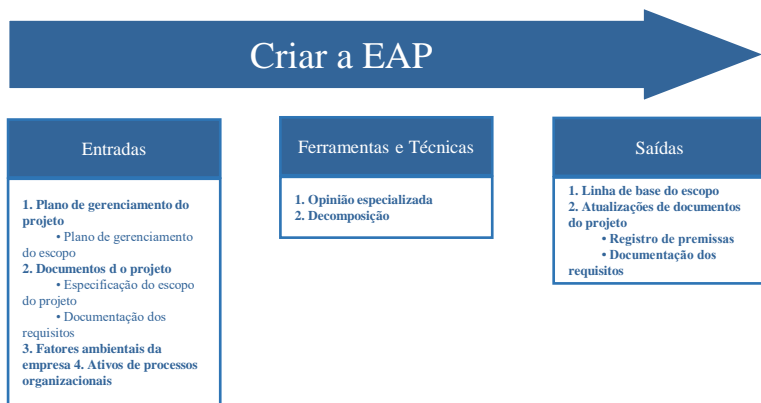 Criar a EAP
Entradas
1. Plano de gerenciamento do
projeto
• Plano de gerenciamento
do escopo
2. Documentos d o projeto
• Especificação do escopo
do projeto
• Documentação dos
requisitos
3. Fatores ambientais da
empresa 4. Ativos de processos
organizacionais
Ferramentas e Técnicas
1. Opinião especializada
2. Decomposição
Saídas
1. Linha de base do escopo
2. Atualizações de documentos
do projeto
• Registro de premissas
• Documentação dos
requisitos